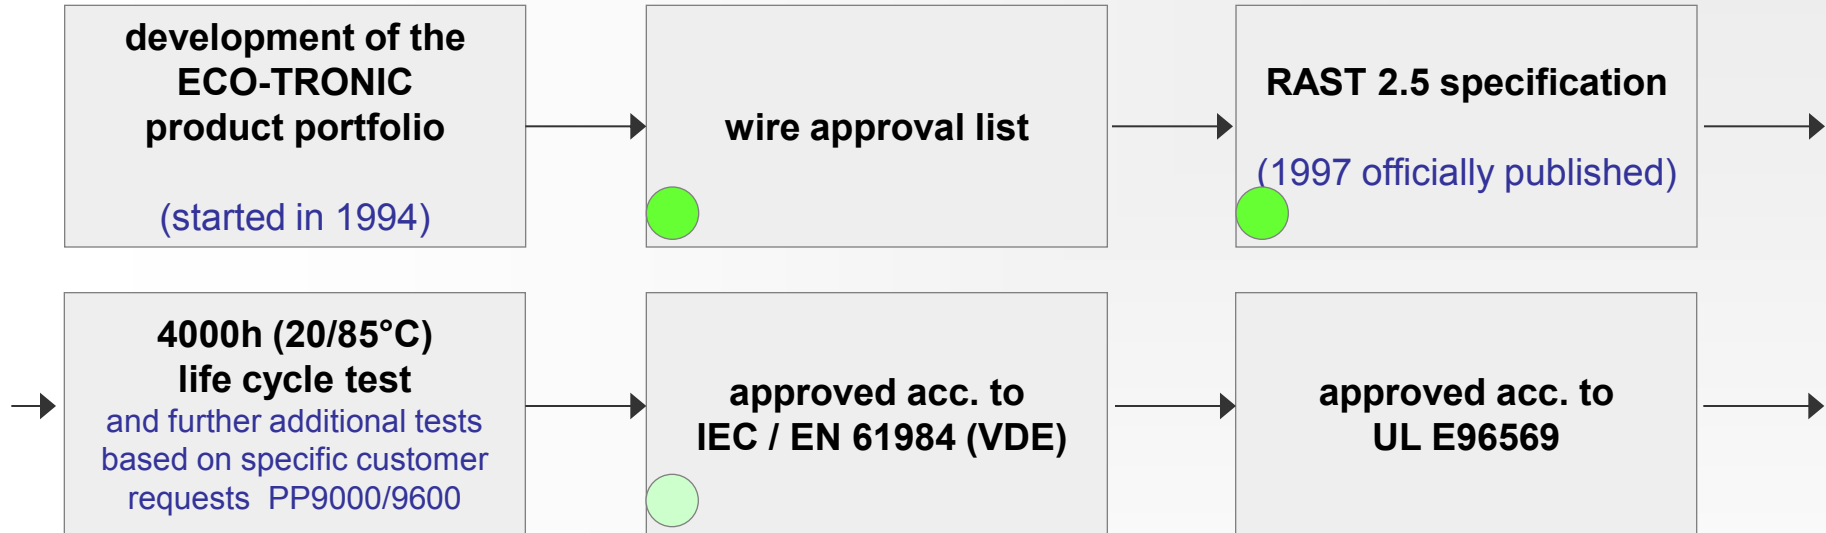 development of the
ECO-TRONIC
product portfolio
(started in 1994)
wire approval list
RAST 2.5 specification
(1997 officially published)
4000h (20/85°C)
life cycle test
and further additional tests
based on specific customer
requests  PP9000/9600
approved acc. to
IEC / EN 61984 (VDE)
approved acc. to
UL E96569